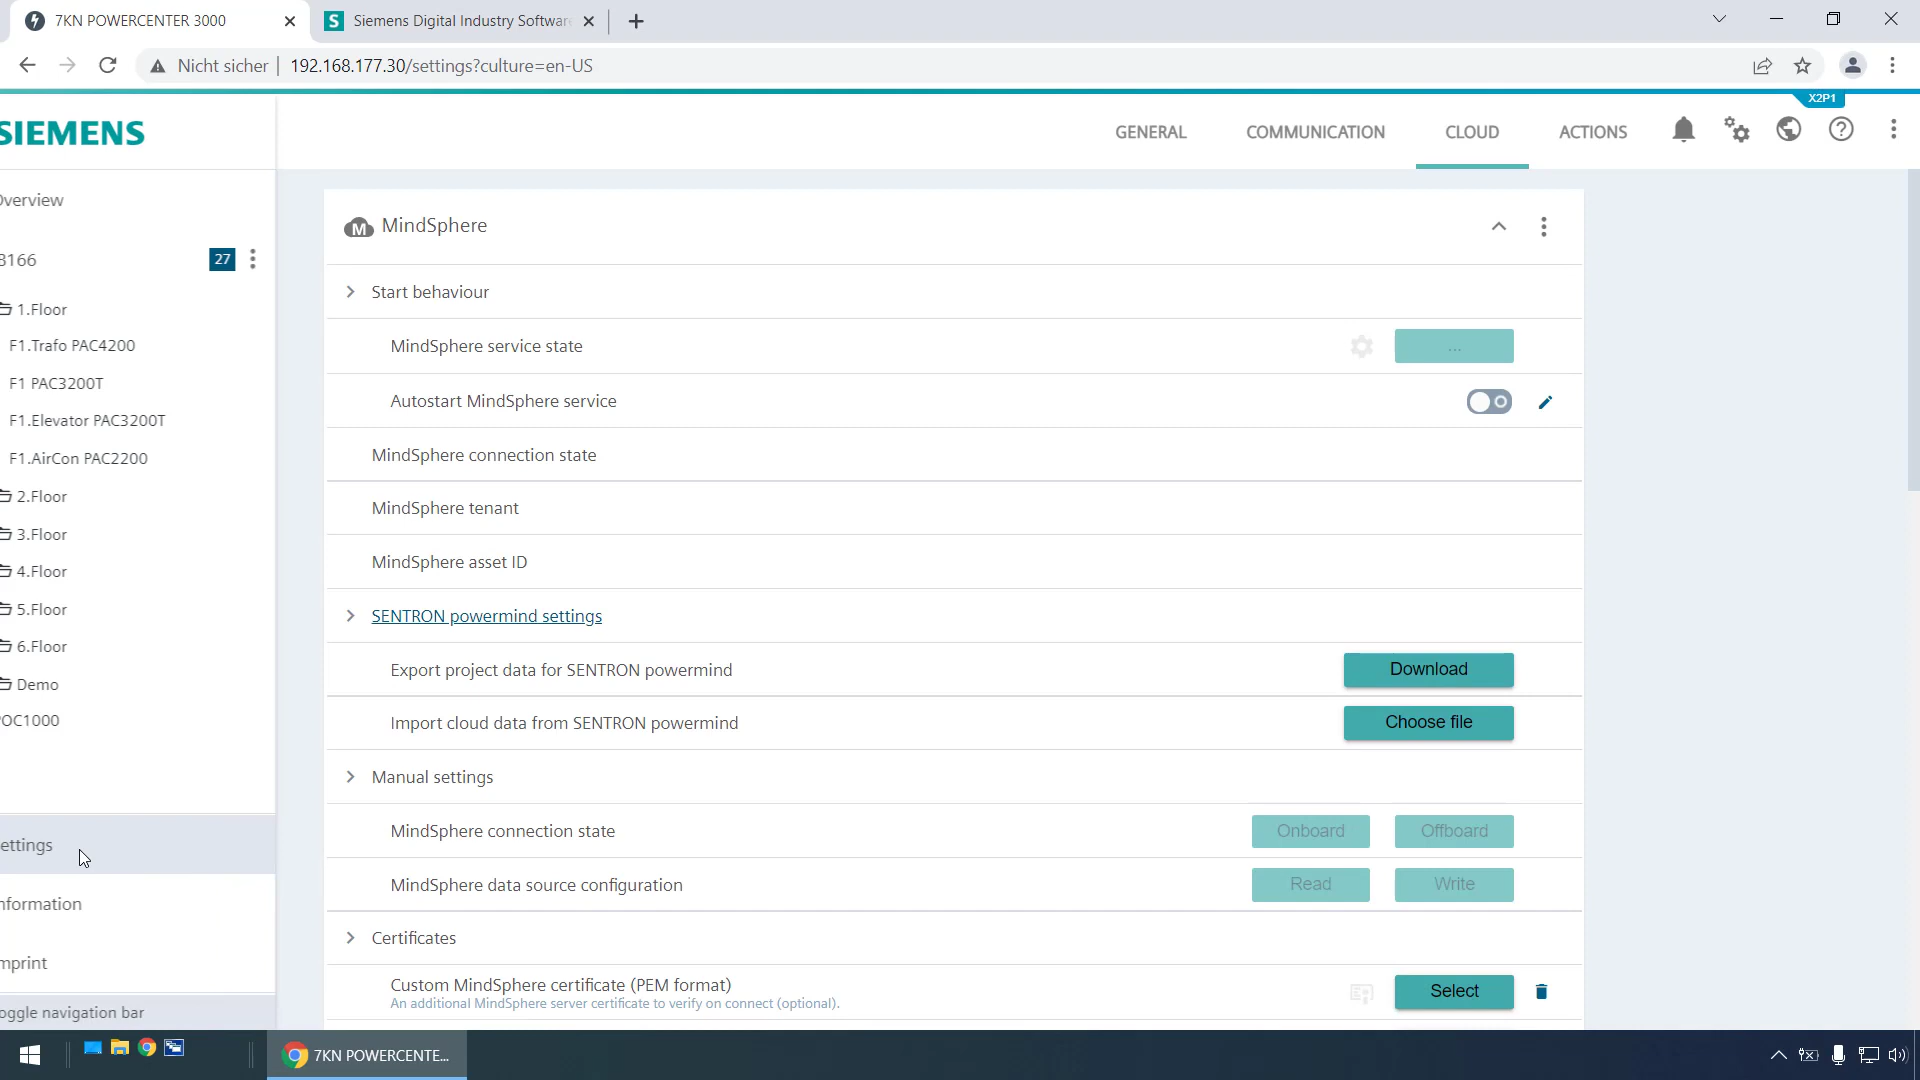 7KN POWERCENTER 3000
Siemens Digital Industry Software
Nicht sicher
192.168.177.30/settings?culture=en-US
X2P1
SIEMENS
GENERAL
COMMUNICATION
CLOUD
ACTIONS
Overview
3166
27
1.Floor
F1.Trafo PAC4200
F1 PAC3200T
F1.Elevator PAC3200T
F1.AirCon PAC2200
2.Floor
3.Floor
4.Floor
5.Floor
6.Floor
Demo
POC1000
ettings
nformation
mprint
oggle navigation bar
MindSphere
Start behaviour
MindSphere service state
...
Autostart MindSphere service
MindSphere connection state
MindSphere tenant
MindSphere asset ID
SENTRON powermind settings
Export project data for SENTRON powermind
Download
Import cloud data from SENTRON powermind
Choose file
Manual settings
MindSphere connection state
Onboard
Offboard
MindSphere data source configuration
Read
Write
Certificates
Custom MindSphere certificate (PEM format)
An additional MindSphere server certificate to verify on connect (optional).
Select
7KN POWERCENTE...